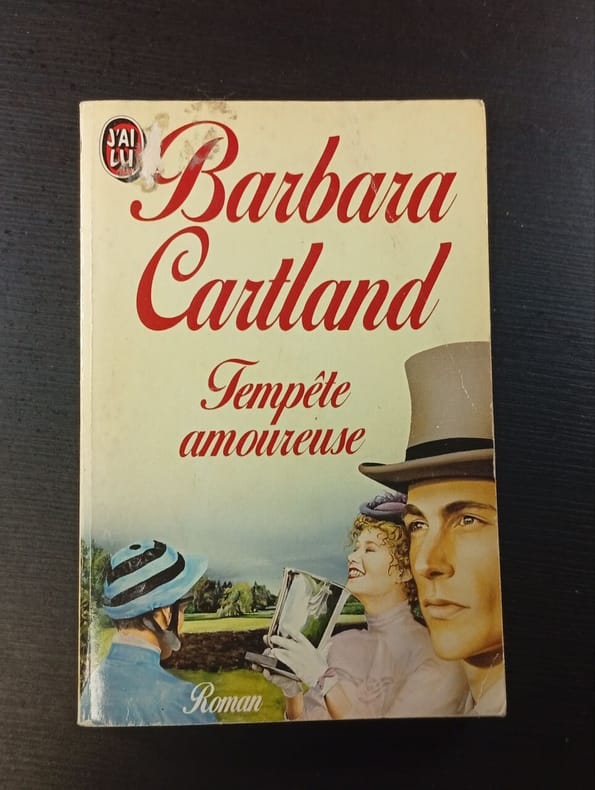 J'AI
LU
Barbara
Cartland
Tempête
amoureuse
Roman